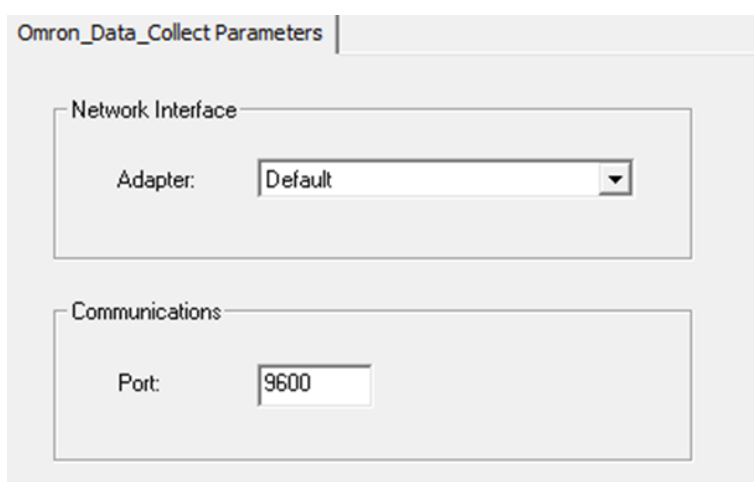 Omron_Data_Collect Parameters
Network Interface
Adapter: Default
Communications
Port: 9600